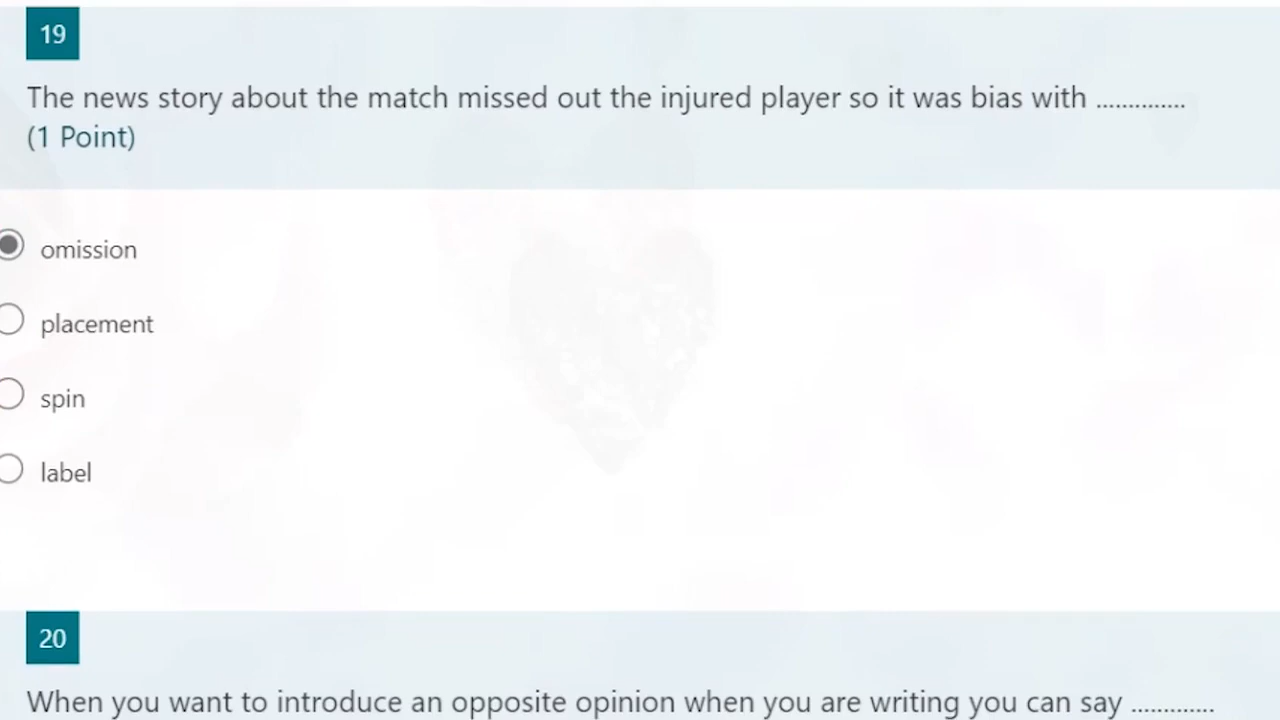 19
The news story about the match missed out the injured player so it was bias with ..............
(1 Point)
omission
placement
spin
label
20
When you want to introduce an opposite opinion when you are writing you can say .............